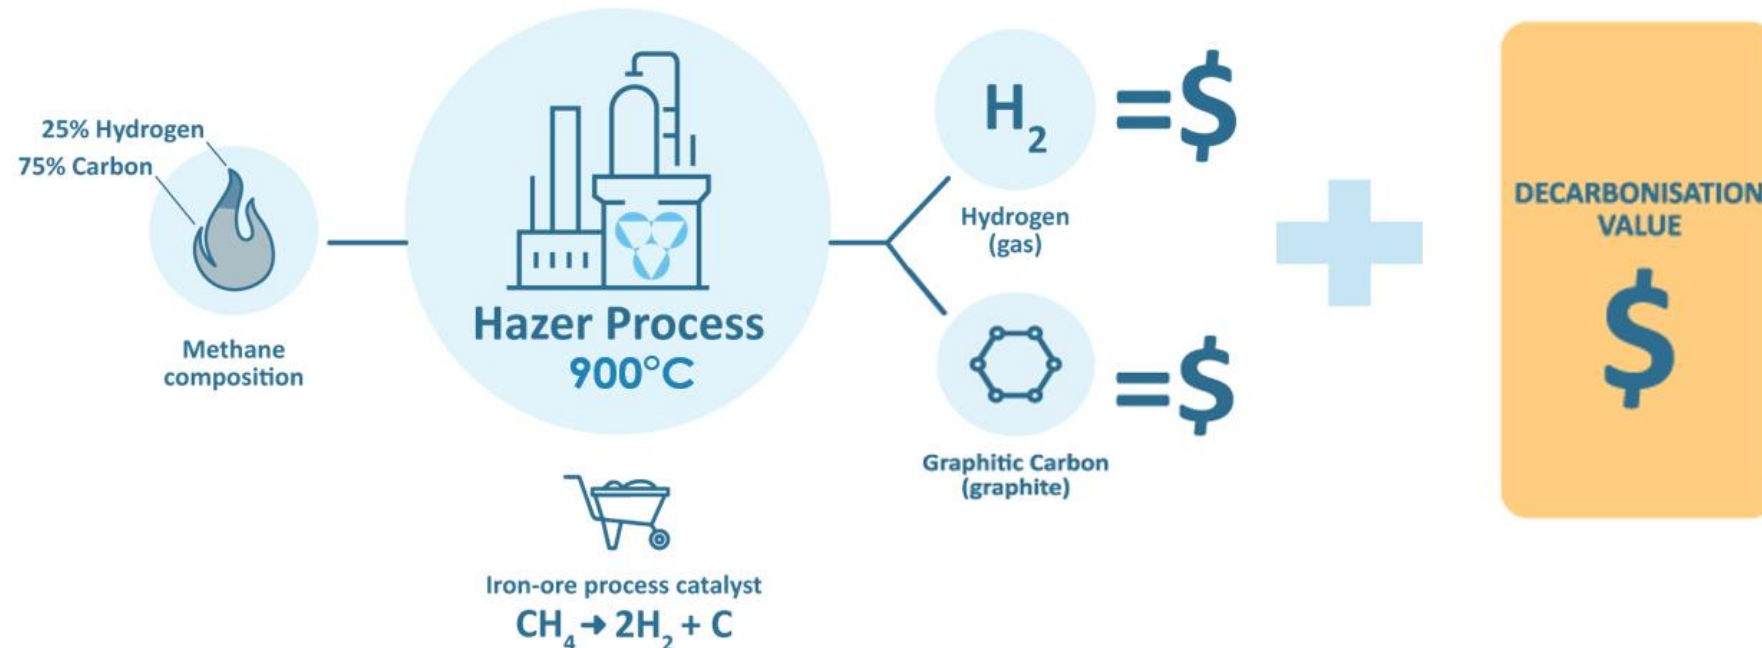 25% Hydrogen
75% Carbon
Methane
composition
Hazer Process
900°C
Iron-ore process catalyst
CH₄ → 2H₂ + C
H₂
=$
Hydrogen
(gas)
=$
Graphitic Carbon
(graphite)
DECARBONISATION
VALUE
$